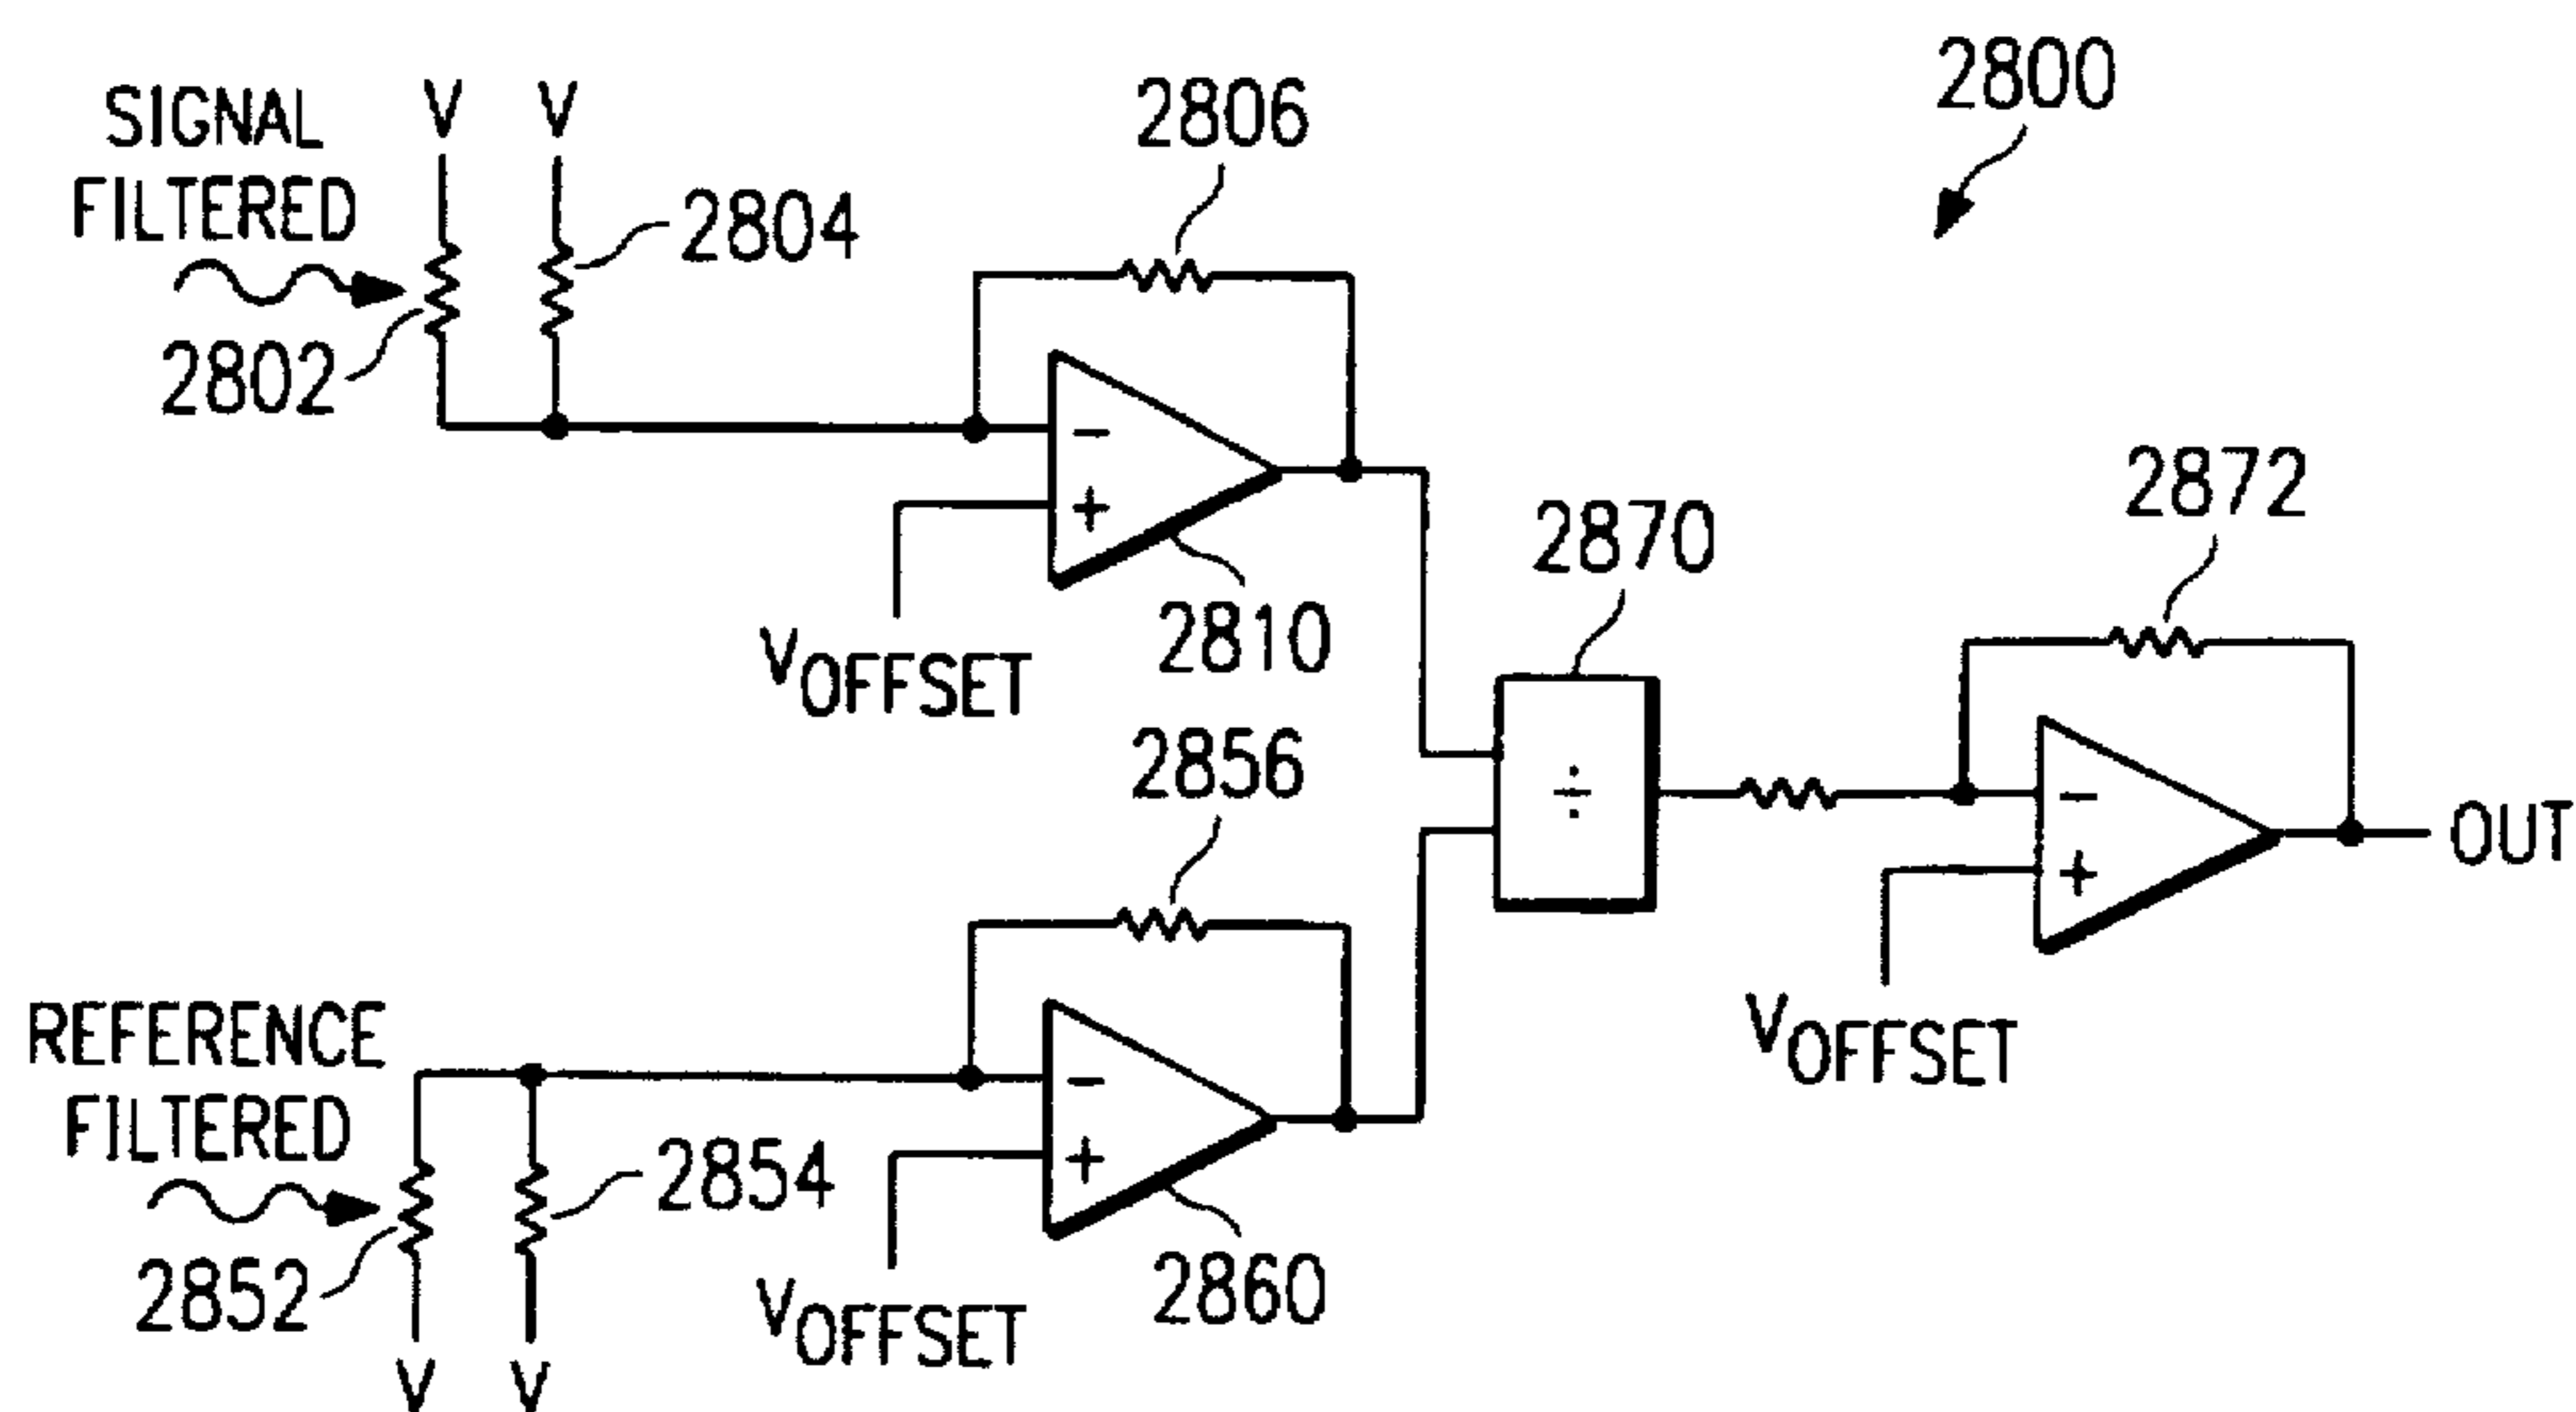 2800
SIGNAL
FILTERED
V
V
2802
2804
2806
-
+
2810
VOFFSET
2870
÷
2872
-
+
VOFFSET
OUT
2856
REFERENCE
FILTERED
2852
2854
V
V
-
+
2860
VOFFSET